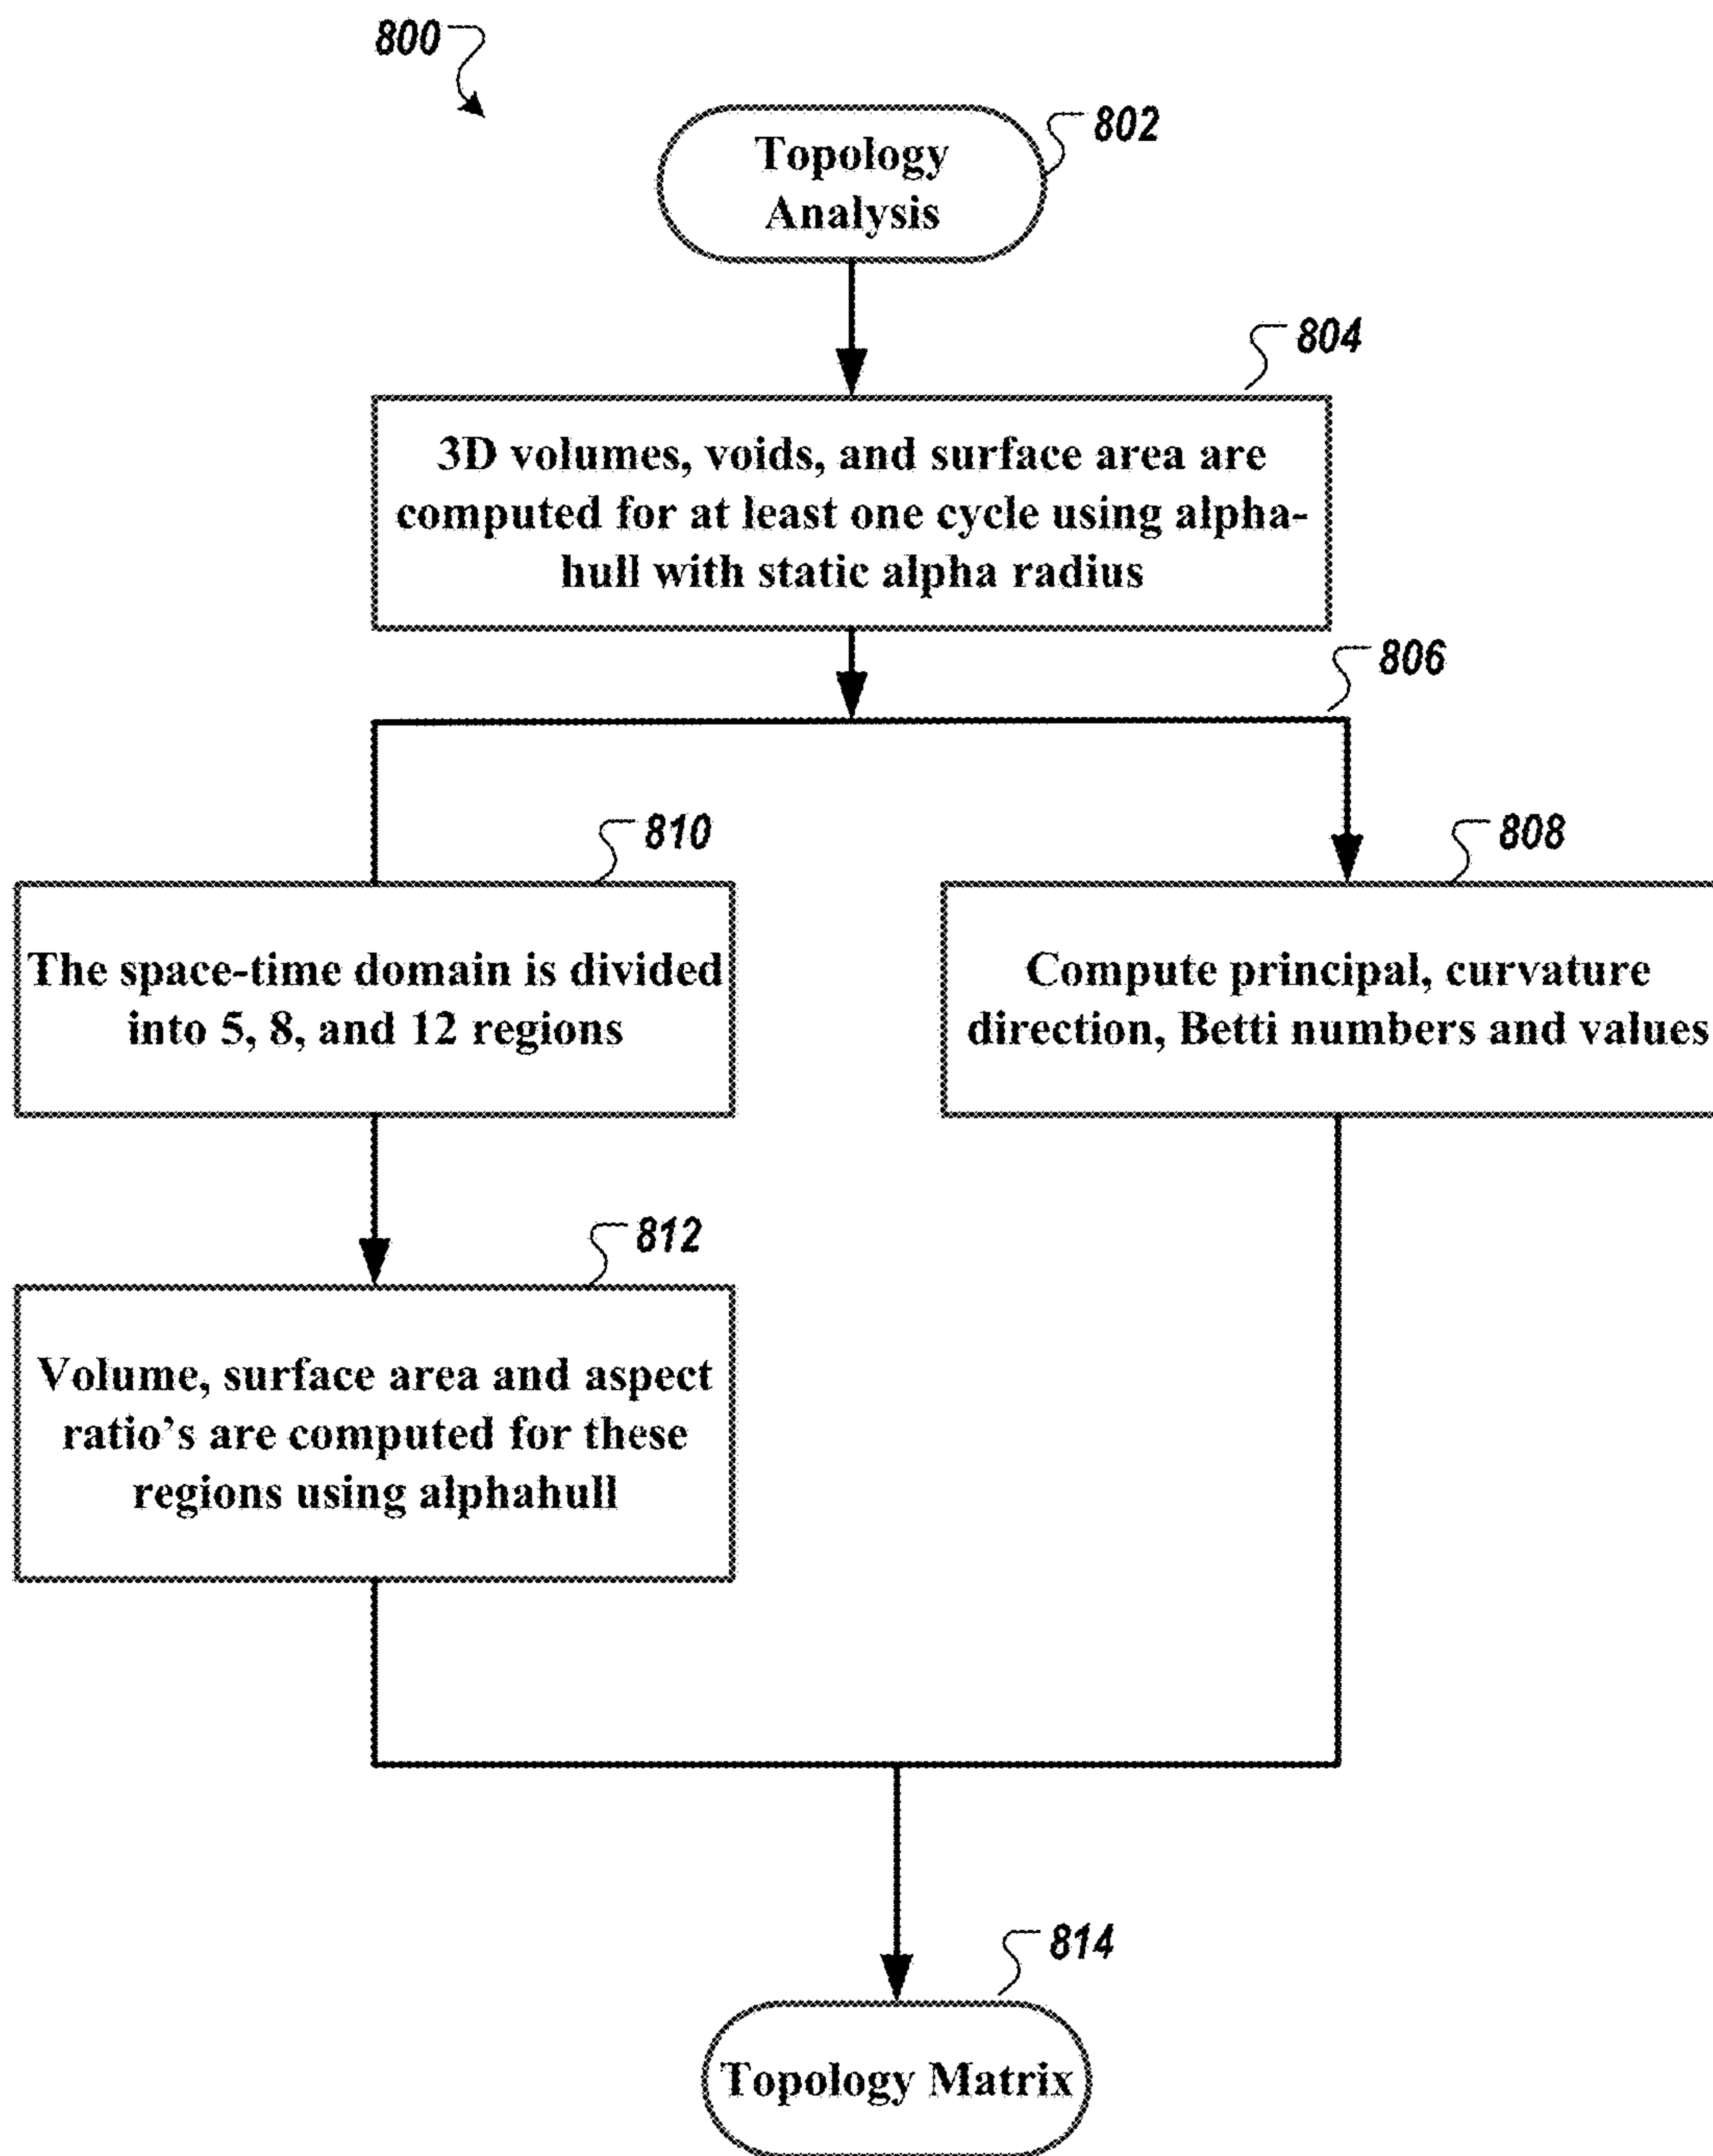 800
802
Topology
Analysis
804
3D volumes, voids, and surface area are
computed for at least one cycle using alpha-
hull with static alpha radius
806
810
The space-time domain is divided
into 5, 8, and 12 regions
808
Compute principal, curvature
direction, Betti numbers and values
812
Volume, surface area and aspect
ratio’s are computed for these
regions using alphahull
814
Topology Matrix